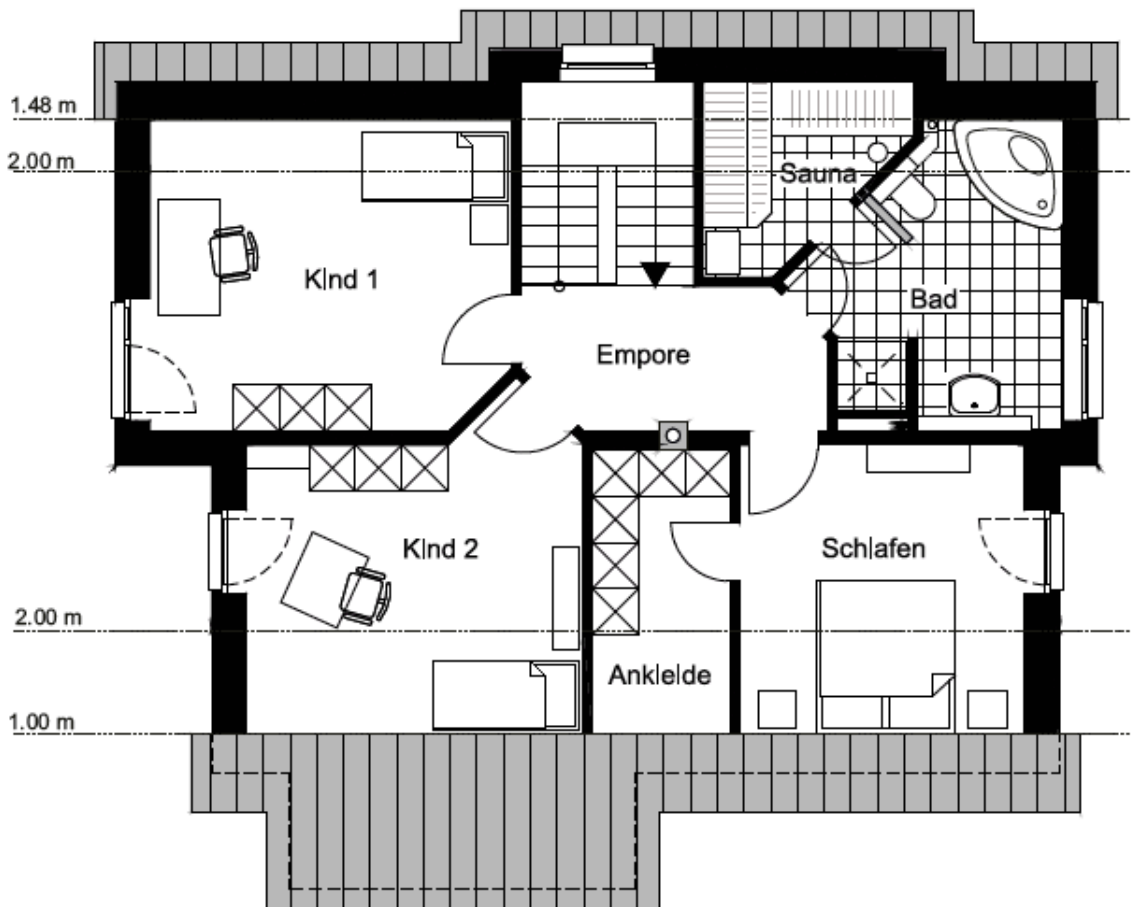 1.48 m
2.00 m
Sauna
Kind 1
Bad
Empore
Kind 2
Schlafen
2.00 m
Ankleide
1.00 m